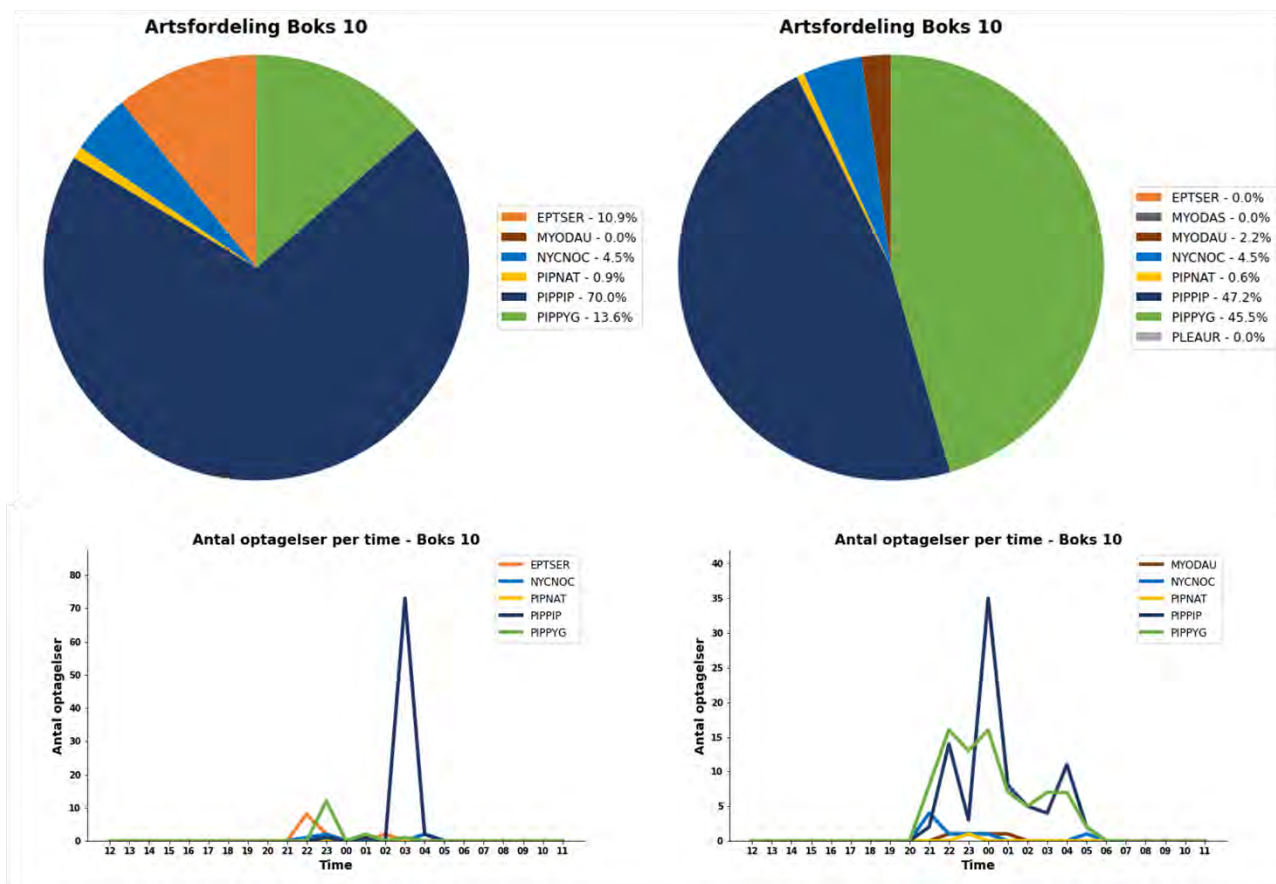 Artsfordeling Boks 10
EPTSER - 10.9%
MYODAU - 0.0%
NYCNOC - 4.5%
PIPNAT - 0.9%
PIPPIP - 70.0%
PIPPYG - 13.6%
Artsfordeling Boks 10
EPTSER - 0.0%
MYODAS - 0.0%
MYODAU - 2.2%
NYCNOC - 4.5%
PIPNAT - 0.6%
PIPPIP - 47.2%
PIPPYG - 45.5%
PLEAUR - 0.0%
Antal optagelser per time - Boks 10
EPTSER
NYCNOC
PIPNAT
PIPPIP
PIPPYG
Antal optagelser
80
70
60
50
40
30
20
10
0
12 13 14 15 16 17 18 19 20 21 22 23 00 01 02 03 04 05 06 07 08 09 10 11
Time
Antal optagelser per time - Boks 10
MYODAU
NYCNOC
PIPNAT
PIPPIP
PIPPYG
Antal optagelser
40
35
30
25
20
15
10
5
0
12 13 14 15 16 17 18 19 20 21 22 23 00 01 02 03 04 05 06 07 08 09 10 11
Time